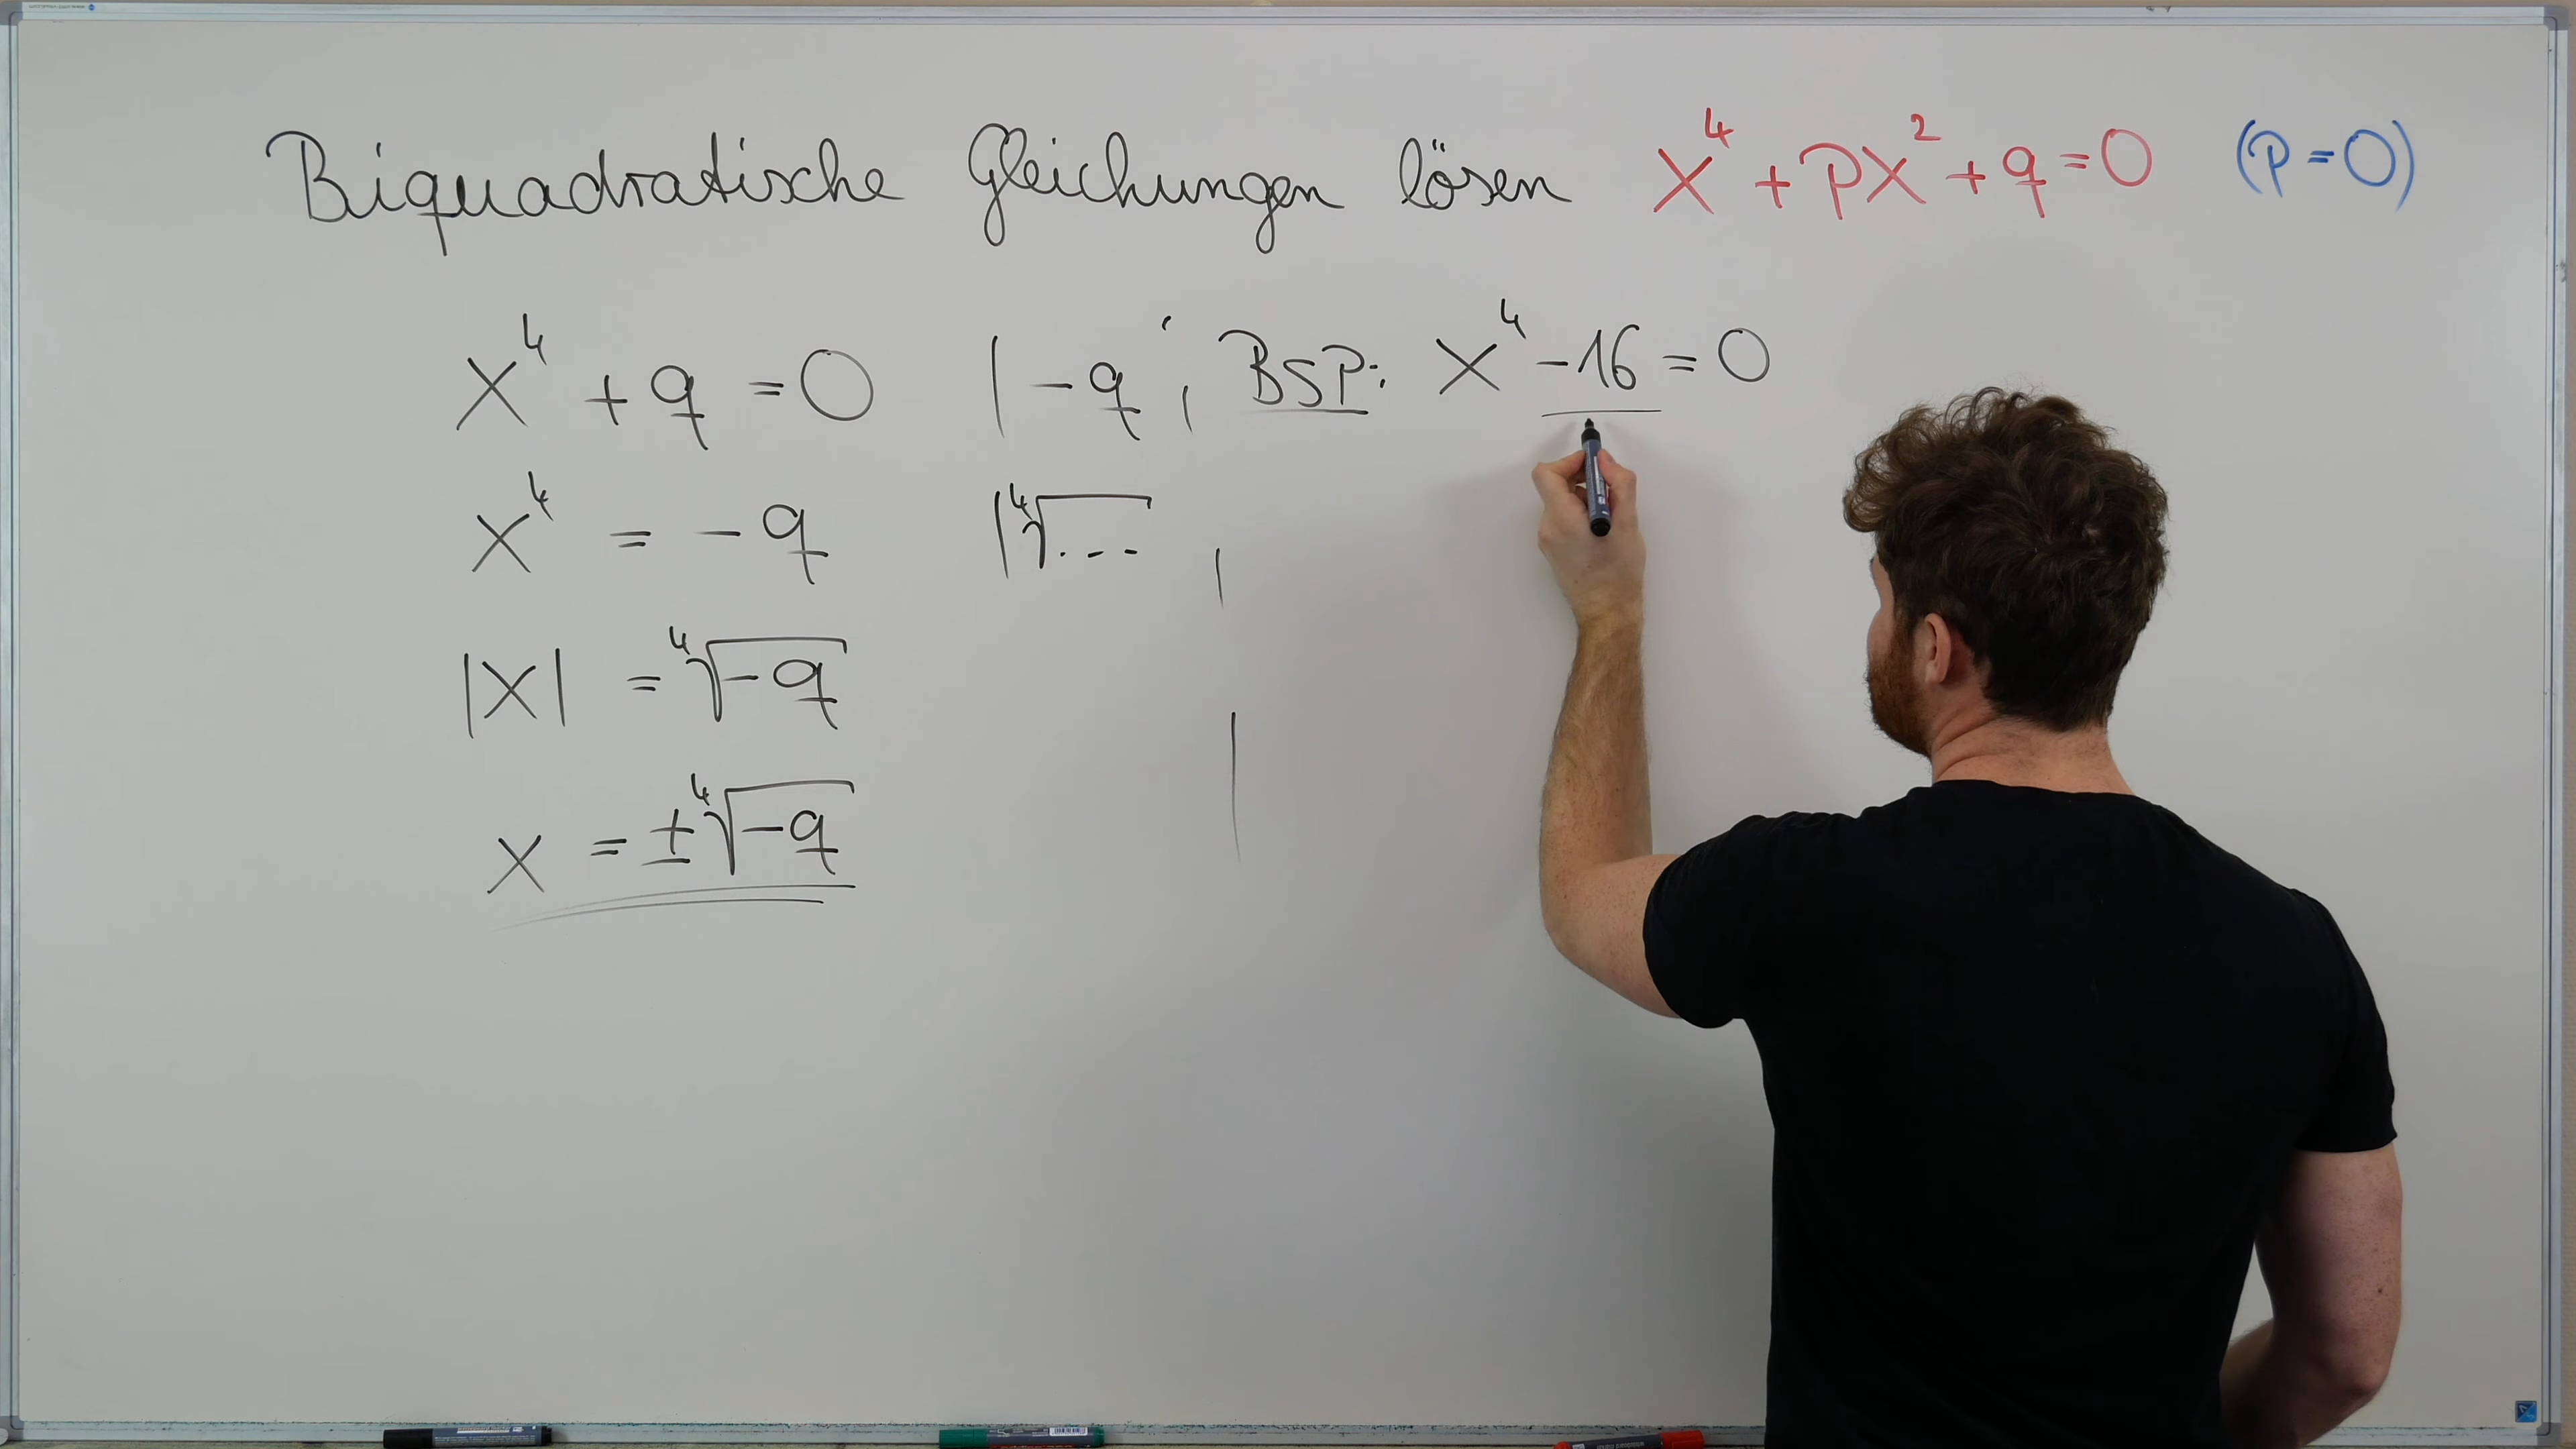 Biquadratische Gleichungen lösen x⁴ + px² + q = 0 (p = 0)
x⁴ + q = 0 | - q BSP: x⁴ - 16 = 0
x⁴ = - q | ⁴√...
|x| = ⁴√-q
x = ± ⁴√-q